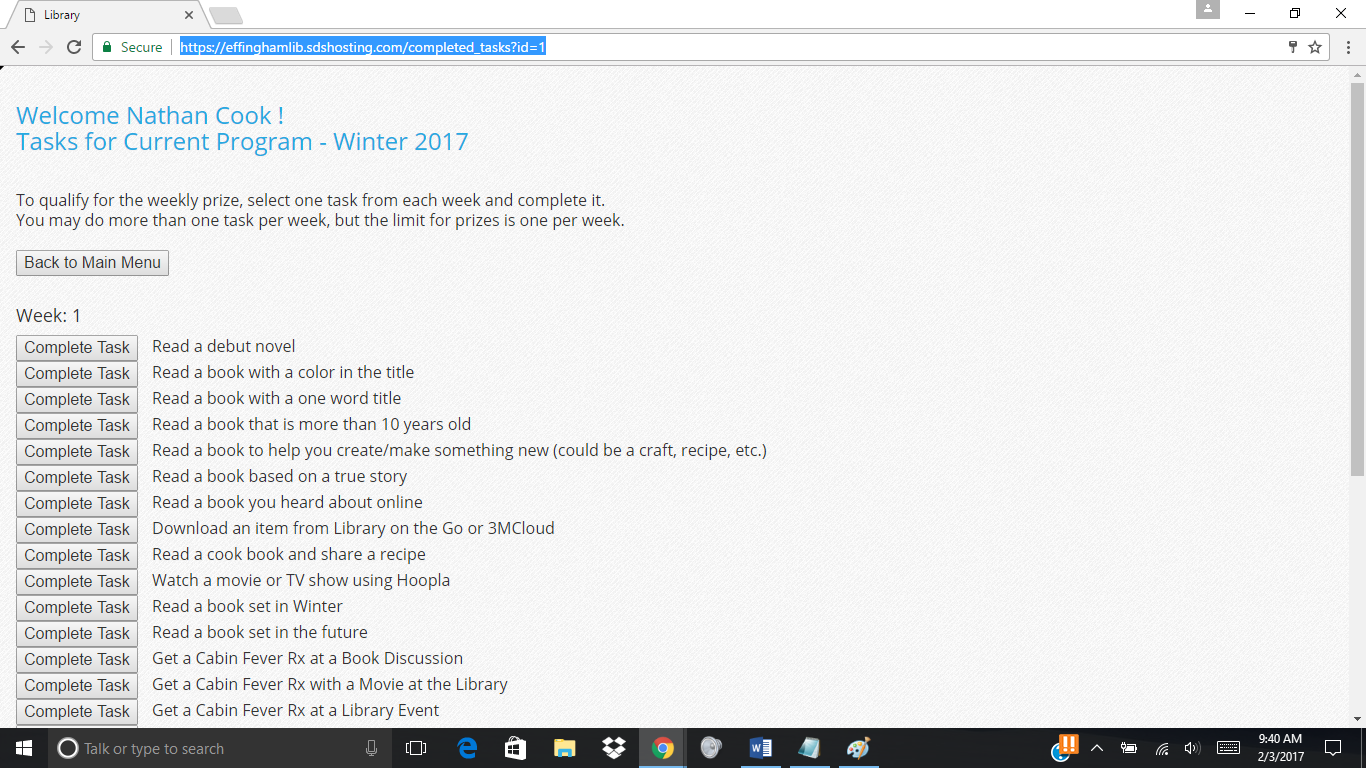 Library
Secure
https://effinghamlib.sdshosting.com/completed_tasks?id=1
Welcome Nathan Cook !
Tasks for Current Program - Winter 2017
To qualify for the weekly prize, select one task from each week and complete it.
You may do more than one task per week, but the limit for prizes is one per week.
Back to Main Menu
Week: 1
Complete Task Read a debut novel
Complete Task Read a book with a color in the title
Complete Task Read a book with a one word title
Complete Task Read a book that is more than 10 years old
Complete Task Read a book to help you create/make something new (could be a craft, recipe, etc.)
Complete Task Read a book based on a true story
Complete Task Read a book you heard about online
Complete Task Download an item from Library on the Go or 3MCloud
Complete Task Read a cook book and share a recipe
Complete Task Watch a movie or TV show using Hoopla
Complete Task Read a book set in Winter
Complete Task Read a book set in the future
Complete Task Get a Cabin Fever Rx at a Book Discussion
Complete Task Get a Cabin Fever Rx with a Movie at the Library
Complete Task Get a Cabin Fever Rx at a Library Event
Talk or type to search
9:40 AM
2/3/2017